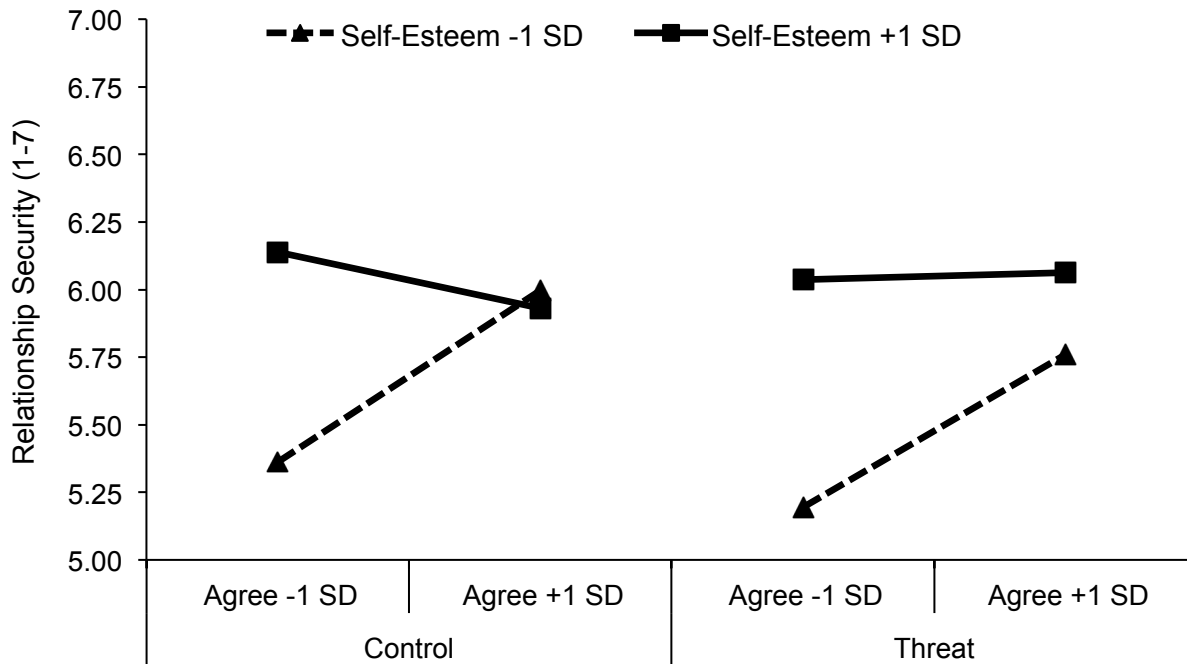 7.00
Self-Esteem -1 SD Self-Esteem +1 SD
6.75
6.50
6.25
6.00
5.75
5.50
5.25
5.00
Relationship Security (1-7)
Agree -1 SD Agree +1 SD Agree -1 SD Agree +1 SD
Control Threat